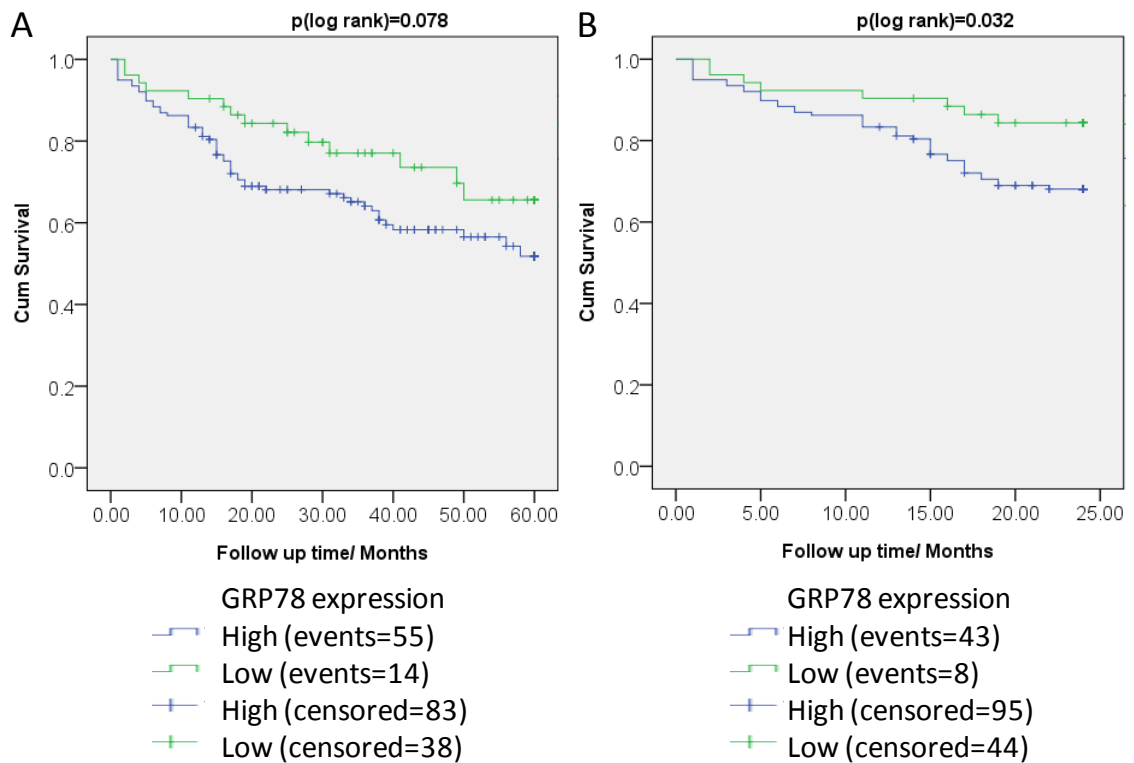 A
p(log rank)=0.078
1.0
0.8
0.6
0.4
0.2
0.0
Cum Survival
0.00 10.00 20.00 30.00 40.00 50.00 60.00
Follow up time/ Months
GRP78 expression
High (events=55)
Low (events=14)
High (censored=83)
Low (censored=38)
B
p(log rank)=0.032
1.0
0.8
0.6
0.4
0.2
0.0
Cum Survival
0.00 5.00 10.00 15.00 20.00 25.00
Follow up time/ Months
GRP78 expression
High (events=43)
Low (events=8)
High (censored=95)
Low (censored=44)